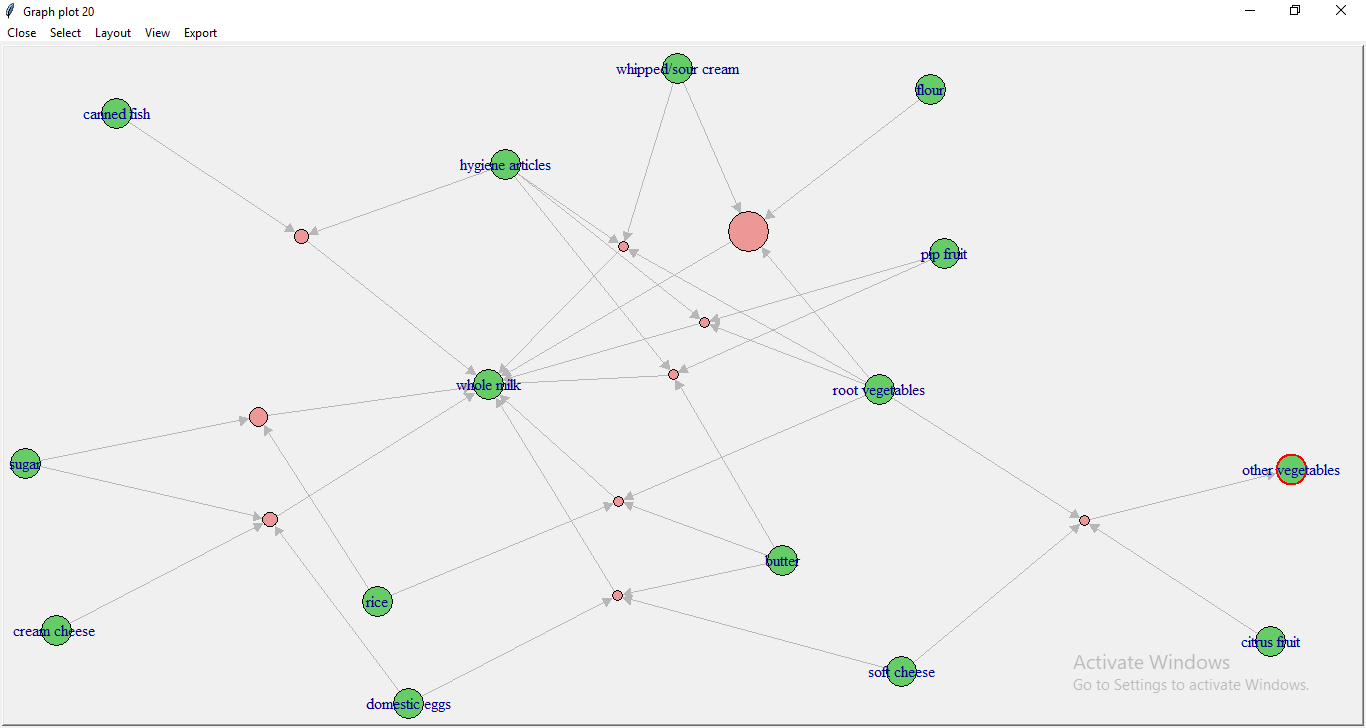 Graph plot 20
Close Select Layout View Export
whipped/sour cream
flour
canned fish
hygiene articles
pip fruit
whole milk
root vegetables
sugar
other vegetables
butter
rice
cream cheese
citrus fruit
soft cheese
domestic eggs
Activate Windows
Go to Settings to activate Windows.